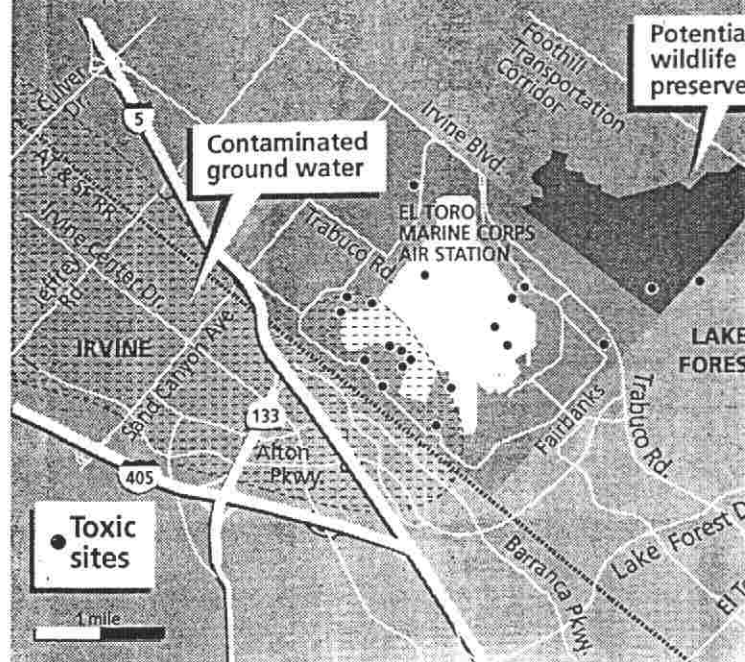 Potentia
wildlife
preserve
Foothill
Transportation
Corridor
Culver
Dr.
5
Irvine Blvd.
Contaminated
ground water
AT & SF RR
EL TORO
MARINE CORPS
AIR STATION
Trabuco Rd.
Irvine Center Dr.
Jeffrey
Rd.
IRVINE
Sand Canyon Ave.
LAKE
FORES
133
Fairbanks
Trabuco Rd.
405
Alton
Pkwy.
Toxic
sites
Barranca Pkwy.
Lake Forest D
El To
1 mile